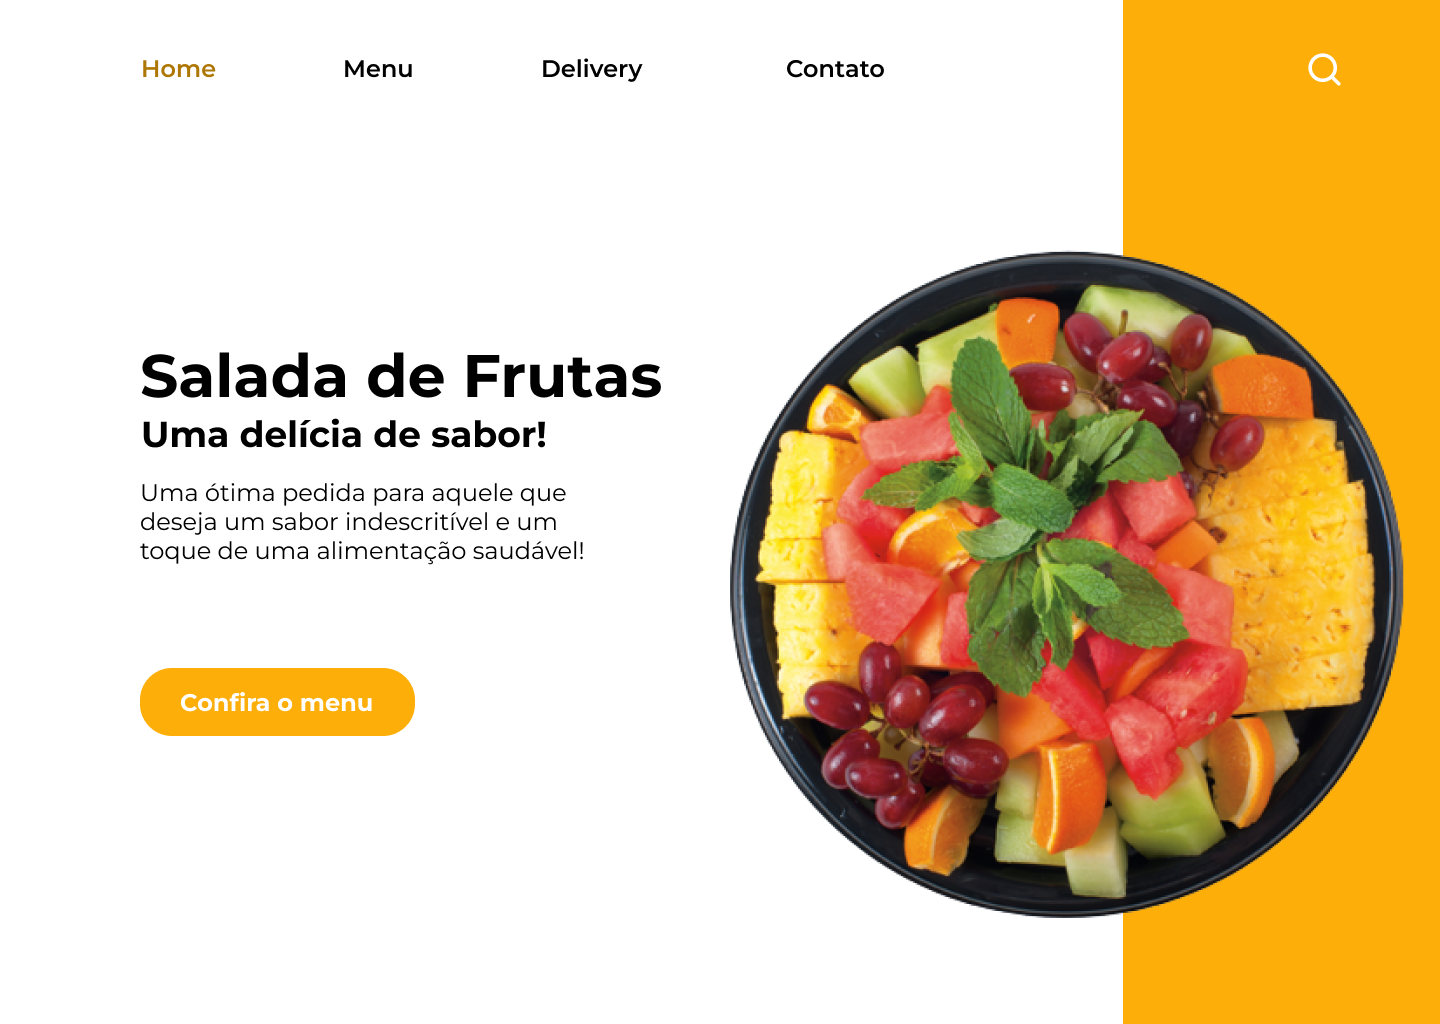 Home
Menu
Delivery
Contato
Salada de Frutas
Uma delícia de sabor!
Uma ótima pedida para aquele que
deseja um sabor indescritível e um
toque de uma alimentação saudável!
Confira o menu